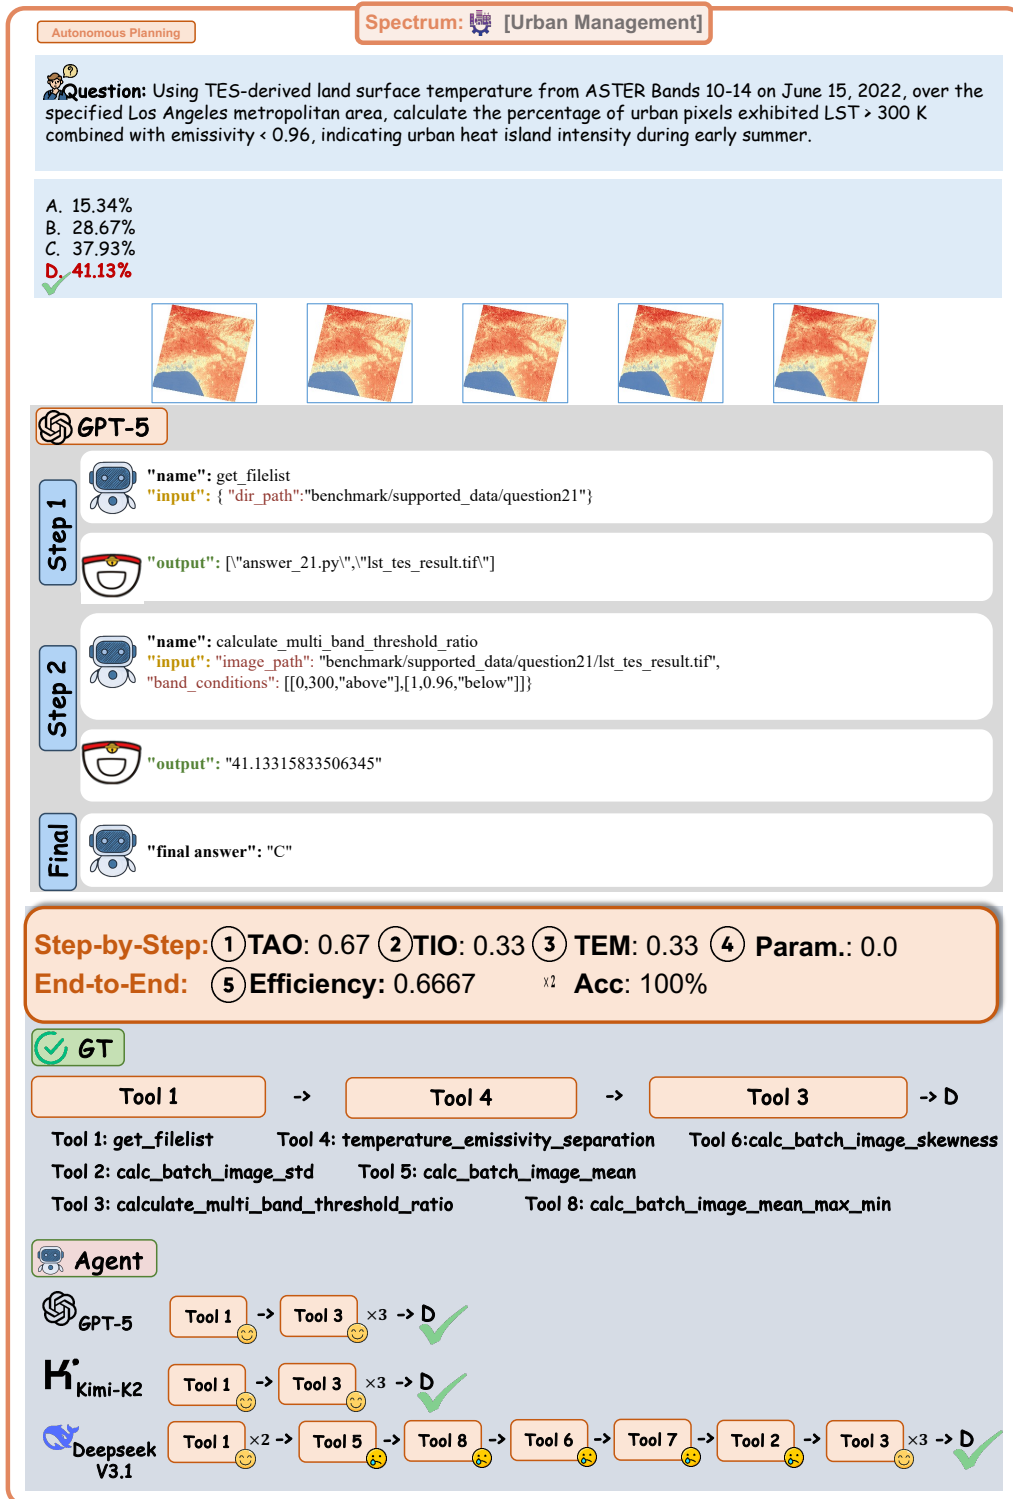 Autonomous Planning
Spectrum: [Urban Management]
Question: Using TES-derived land surface temperature from ASTER Bands 10-14 on June 15, 2022, over the
specified Los Angeles metropolitan area, calculate the percentage of urban pixels exhibited LST > 300 K
combined with emissivity < 0.96, indicating urban heat island intensity during early summer.
A. 15.34%
B. 28.67%
C. 37.93%
D. 41.13%
GPT-5
Step 1
"name": get_filelist
"input": { "dir_path":"benchmark/supported_data/question21"}
"output": [\"answer_21.py\",\"lst_tes_result.tif\"]
Step 2
"name": calculate_multi_band_threshold_ratio
"input": "image_path": "benchmark/supported_data/question21/lst_tes_result.tif",
"band_conditions": [[0,300,"above"],[1,0.96,"below"]]}
"output": "41.13315833506345"
Final
"final answer": "C"
Step-by-Step: 1 TAO: 0.67 2 TIO: 0.33 3 TEM: 0.33 4 Param.: 0.0
End-to-End: 5 Efficiency: 0.6667 x2 Acc: 100%
GT
Tool 1 -> Tool 4 -> Tool 3 -> D
Tool 1: get_filelist Tool 4: temperature_emissivity_separation Tool 6:calc_batch_image_skewness
Tool 2: calc_batch_image_std Tool 5: calc_batch_image_mean
Tool 3: calculate_multi_band_threshold_ratio Tool 8: calc_batch_image_mean_max_min
Agent
GPT-5 Tool 1 -> Tool 3 ×3 -> D
Kimi-K2 Tool 1 -> Tool 3 ×3 -> D
Deepseek V3.1 Tool 1 ×2 -> Tool 5 -> Tool 8 -> Tool 6 -> Tool 7 -> Tool 2 -> Tool 3 ×3 -> D